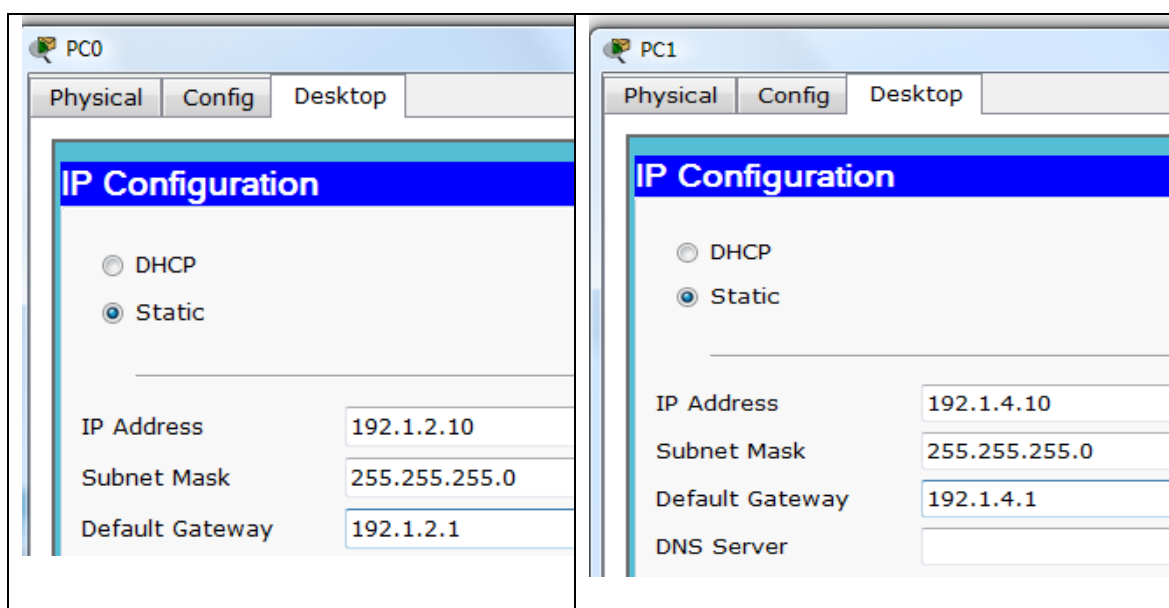 PC0
Physical Config Desktop
IP Configuration
DHCP
Static
IP Address 192.1.2.10
Subnet Mask 255.255.255.0
Default Gateway 192.1.2.1
PC1
Physical Config Desktop
IP Configuration
DHCP
Static
IP Address 192.1.4.10
Subnet Mask 255.255.255.0
Default Gateway 192.1.4.1
DNS Server